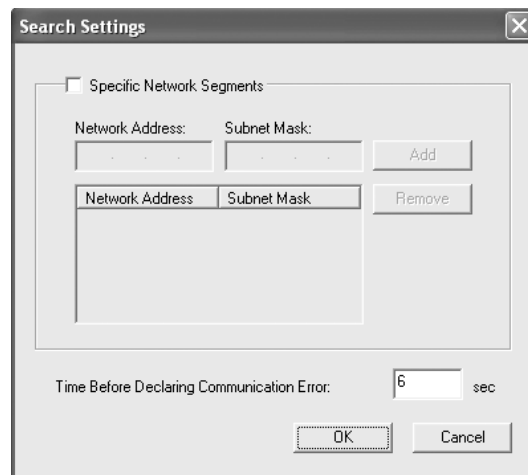 Search Settings
Specific Network Segments
Network Address: Subnet Mask:
Add
Network Address Subnet Mask
Remove
Time Before Declaring Communication Error: 6 sec
OK Cancel